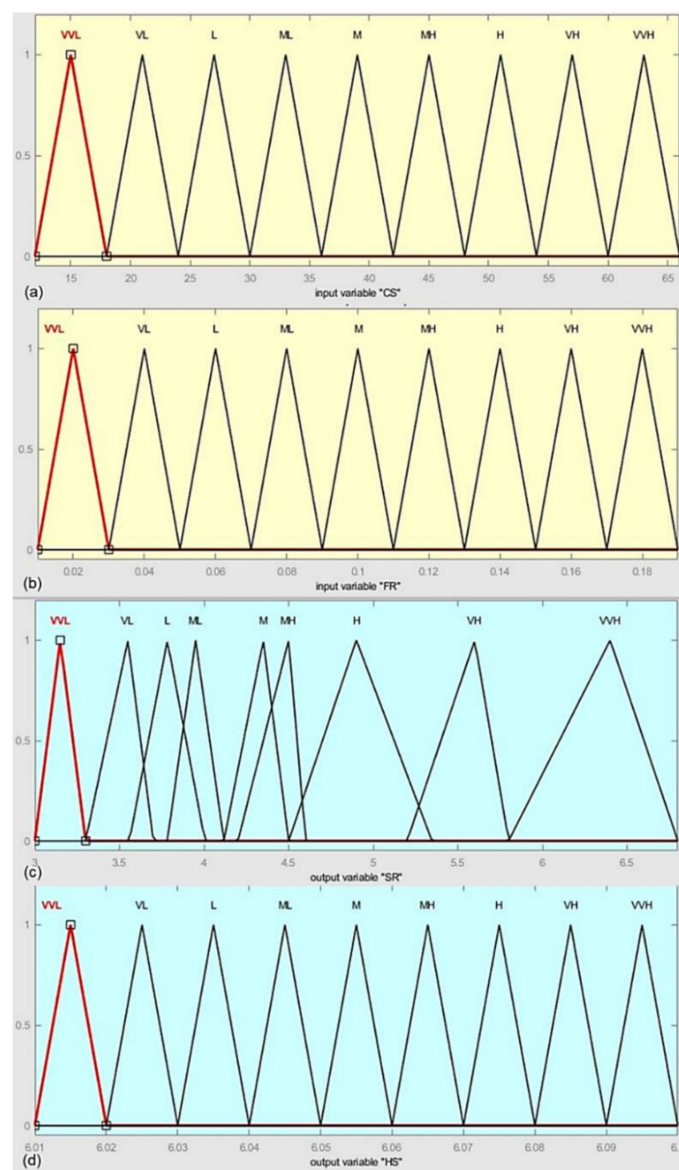 VVL VL L ML M MH H VH VVH
1
0.5
0
15 20 25 30 35 40 45 50 55 60 65
(a) input variable "CS"
VVL VL L ML M MH H VH VVH
1
0.5
0
0.02 0.04 0.06 0.08 0.1 0.12 0.14 0.16 0.18
(b) input variable "FR"
VVL VL L ML M MH H VH VVH
1
0.5
0
3 3.5 4 4.5 5 5.5 6 6.5
(c) output variable "SR"
VVL VL L ML M MH H VH VVH
1
0.5
0
6.01 6.02 6.03 6.04 6.05 6.06 6.07 6.08 6.09 6.
(d) output variable "HS"